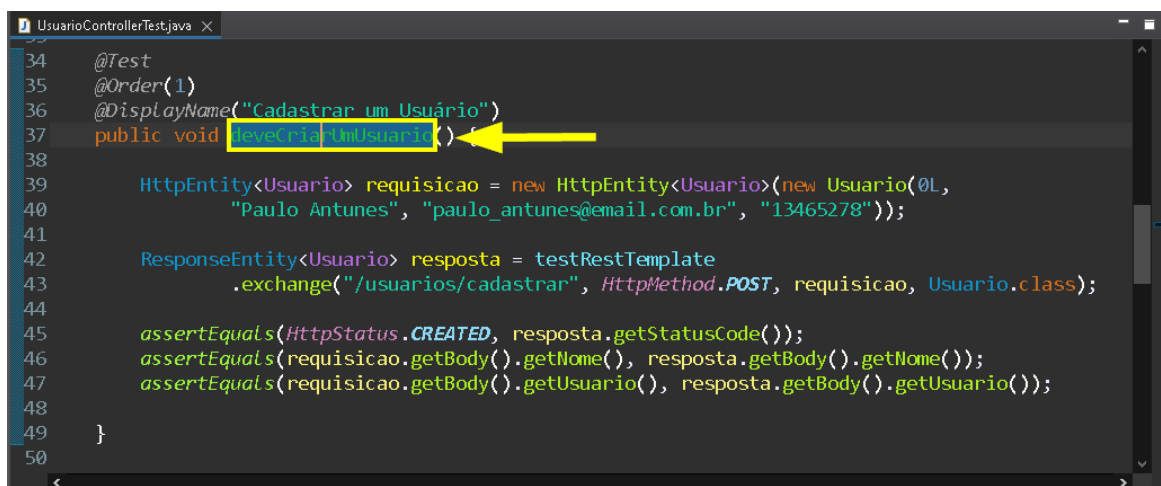 UsuarioControllerTest.java
34 @Test
35 @Order(1)
36 @DisplayName("Cadastrar um Usuário")
37 public void deveCriarUmUsuario() {
38
39 HttpEntity<Usuario> requisicao = new HttpEntity<Usuario>(new Usuario(0L,
40 "Paulo Antunes", "paulo_antunes@email.com.br", "13465278"));
41
42 ResponseEntity<Usuario> resposta = testRestTemplate
43 .exchange("/usuarios/cadastrar", HttpMethod.POST, requisicao, Usuario.class);
44
45 assertEquals(HttpStatus.CREATED, resposta.getStatusCode());
46 assertEquals(requisicao.getBody().getNome(), resposta.getBody().getNome());
47 assertEquals(requisicao.getBody().getUsuario(), resposta.getBody().getUsuario());
48
49 }
50